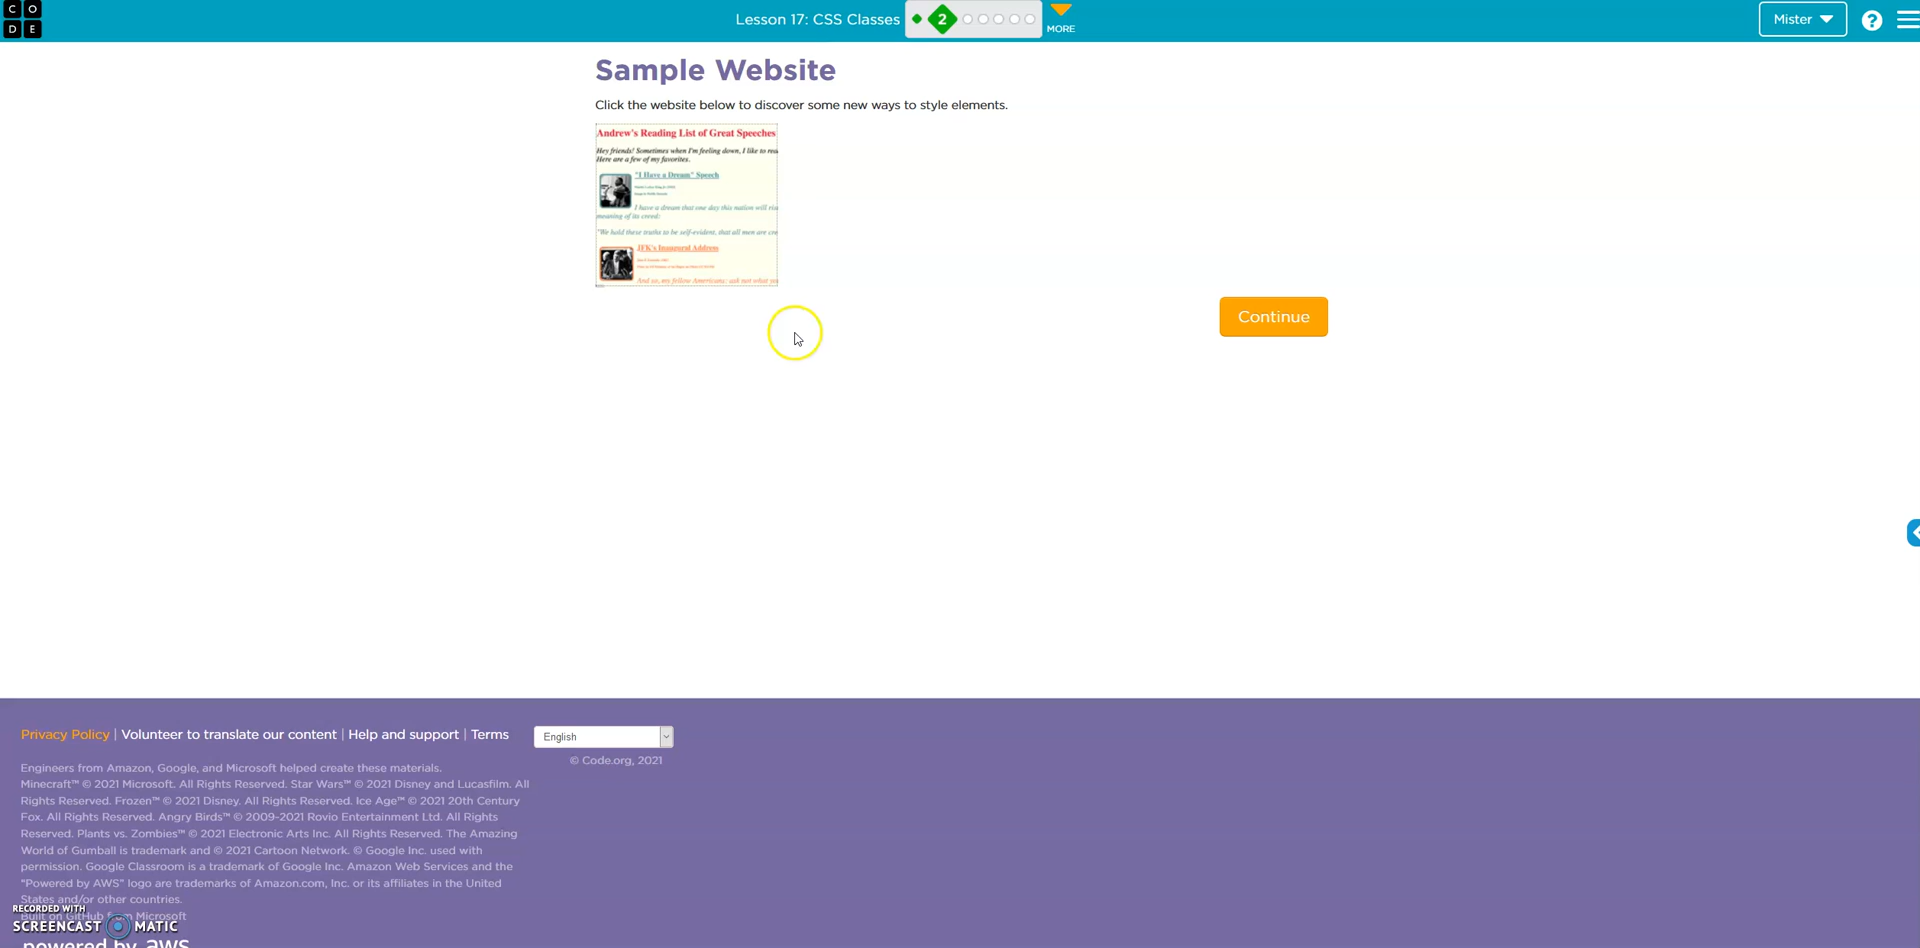 C O
D E
Lesson 17: CSS Classes
2
MORE
Mister
?
Sample Website
Click the website below to discover some new ways to style elements.
Andrew's Reading List of Great Speeches
Hey friends! Sometimes when I'm feeling down, I like to rea
Here are a few of my favorites.
"I Have a Dream" Speech
I have a dream that one day this nation will ris
meaning of its creed:
"We hold these truths to be self-evident, that all men are cre
JFK's Inaugural Address
And so, my fellow Americans: ask not what yo
Continue
Privacy Policy | Volunteer to translate our content | Help and support | Terms
English
© Code.org, 2021
Engineers from Amazon, Google, and Microsoft helped create these materials.
Minecraft™ © 2021 Microsoft. All Rights Reserved. Star Wars™ © 2021 Disney and Lucasfilm. All
Rights Reserved. Frozen™ © 2021 Disney. All Rights Reserved. Ice Age™ © 2021 20th Century
Fox. All Rights Reserved. Angry Birds™ © 2009-2021 Rovio Entertainment Ltd. All Rights
Reserved. Plants vs. Zombies™ © 2021 Electronic Arts Inc. All Rights Reserved. The Amazing
World of Gumball is trademark and © 2021 Cartoon Network. © Google Inc. used with
permission. Google Classroom is a trademark of Google Inc. Amazon Web Services and the
"Powered by AWS" logo are trademarks of Amazon.com, Inc. or its affiliates in the United
States and/or other countries.
RECORDED WITH
Built on GitHub from Microsoft
SCREENCAST MATIC
powered by aws